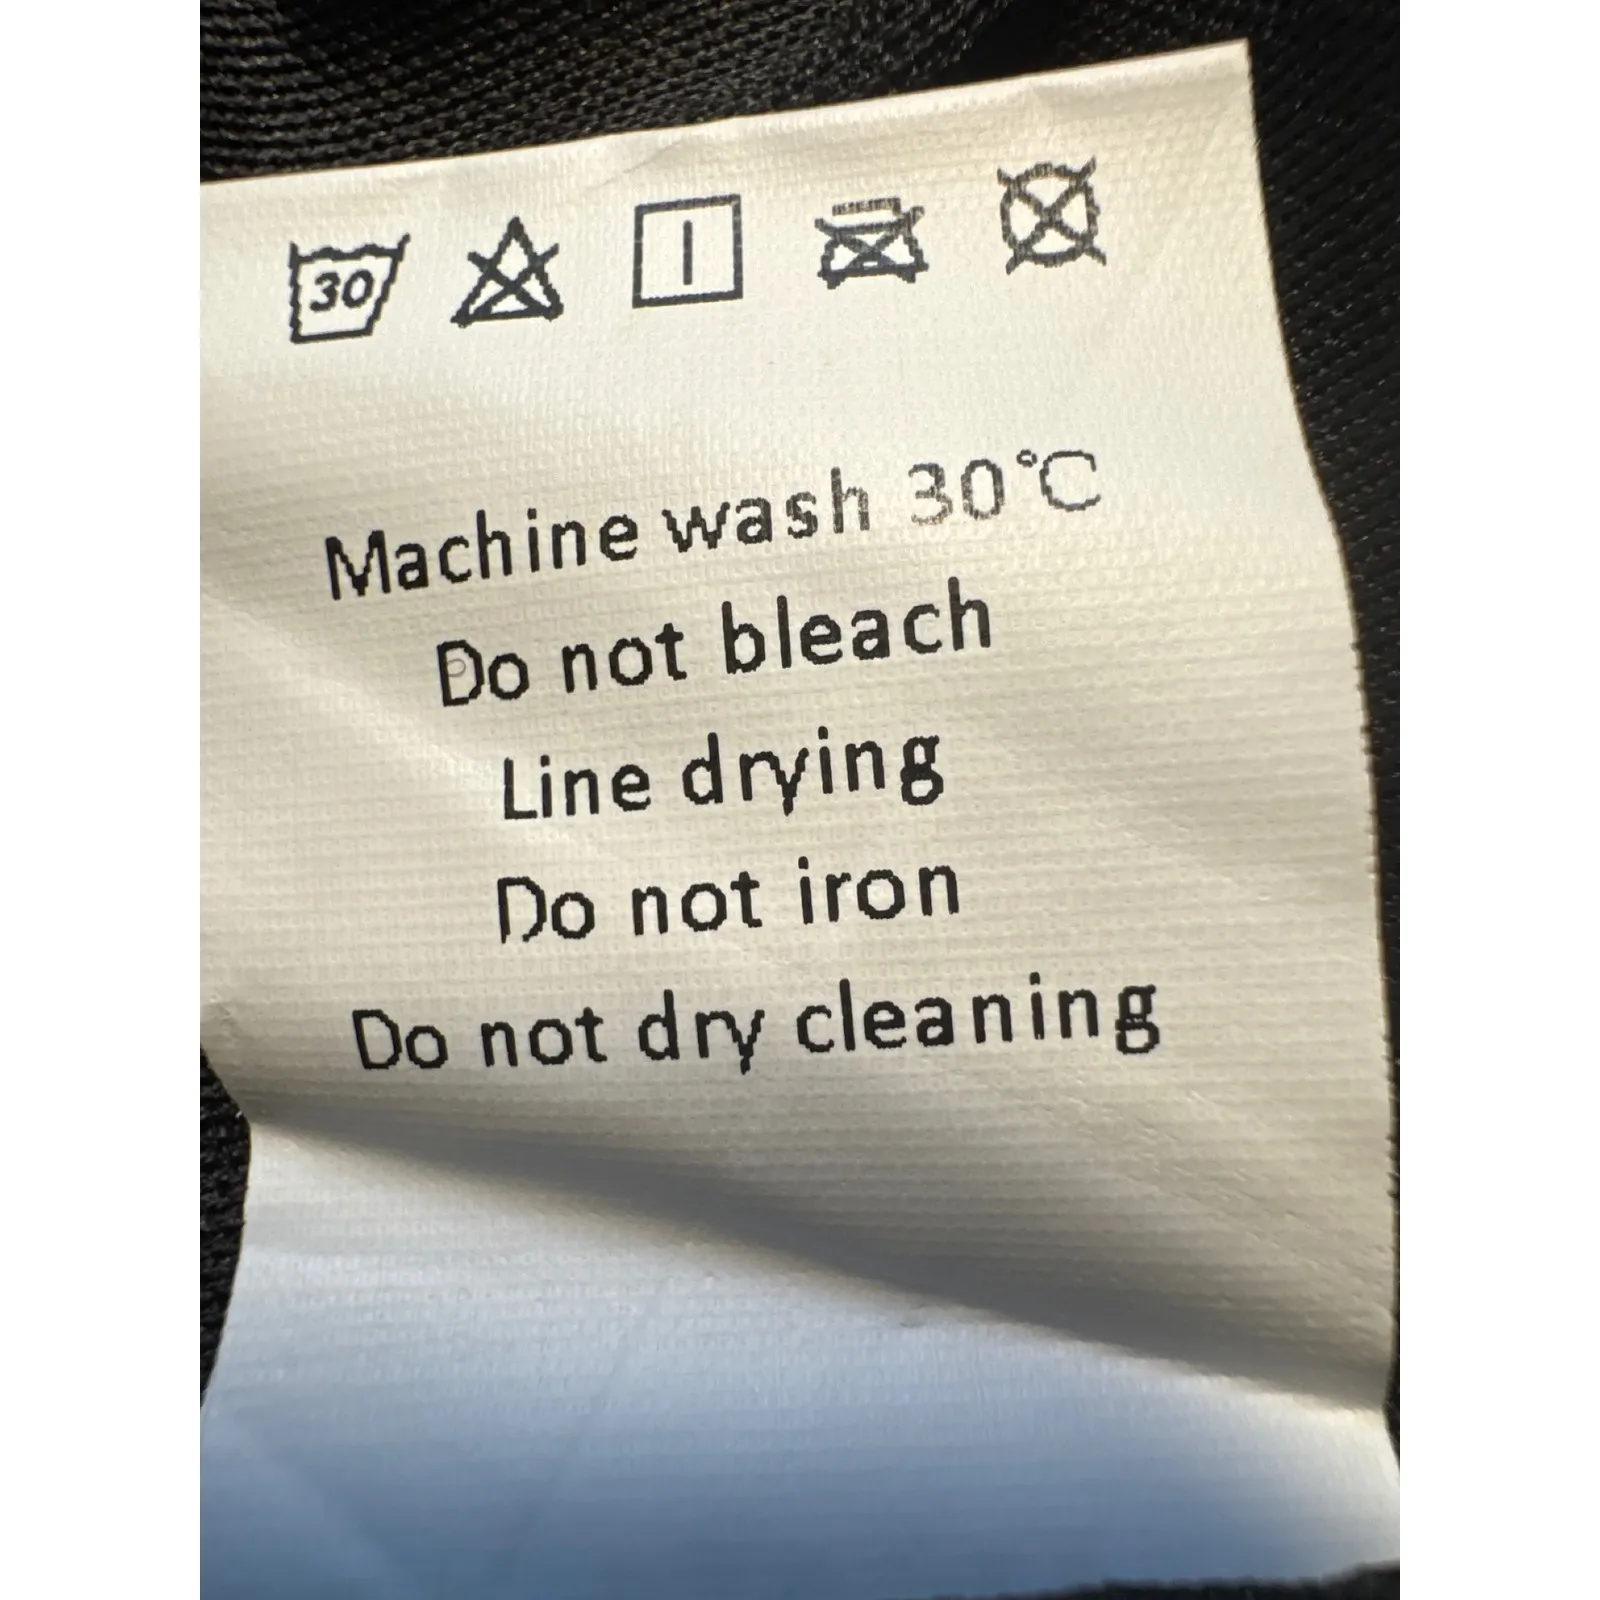 30
Machine wash 30℃
Do not bleach
Line drying
Do not iron
Do not dry cleaning